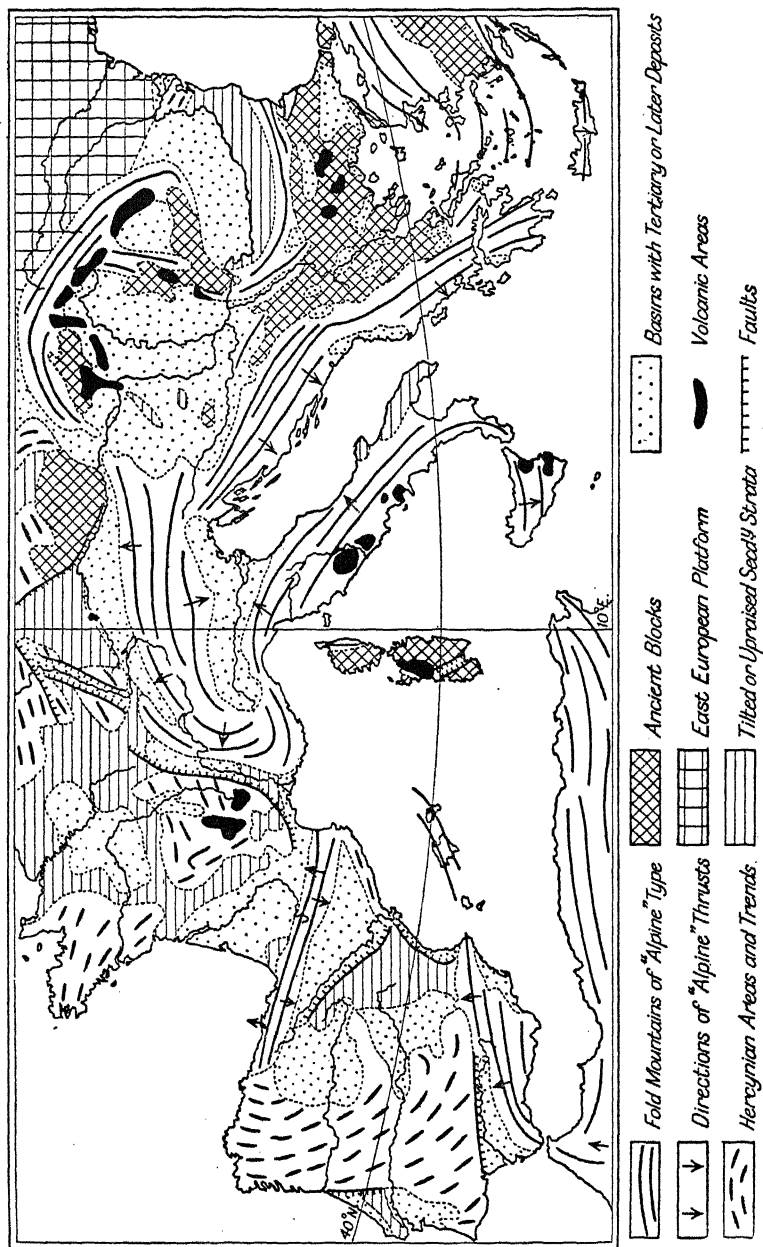 40°N.
10°E.
Fold Mountains of "Alpine" Type
Ancient Blocks
Basins with Tertiary or Later Deposits
Directions of "Alpine" Thrusts
East European Platform
Volcanic Areas
Hercynian Areas and Trends
Tilted or Upraised Sedy Strata
Faults